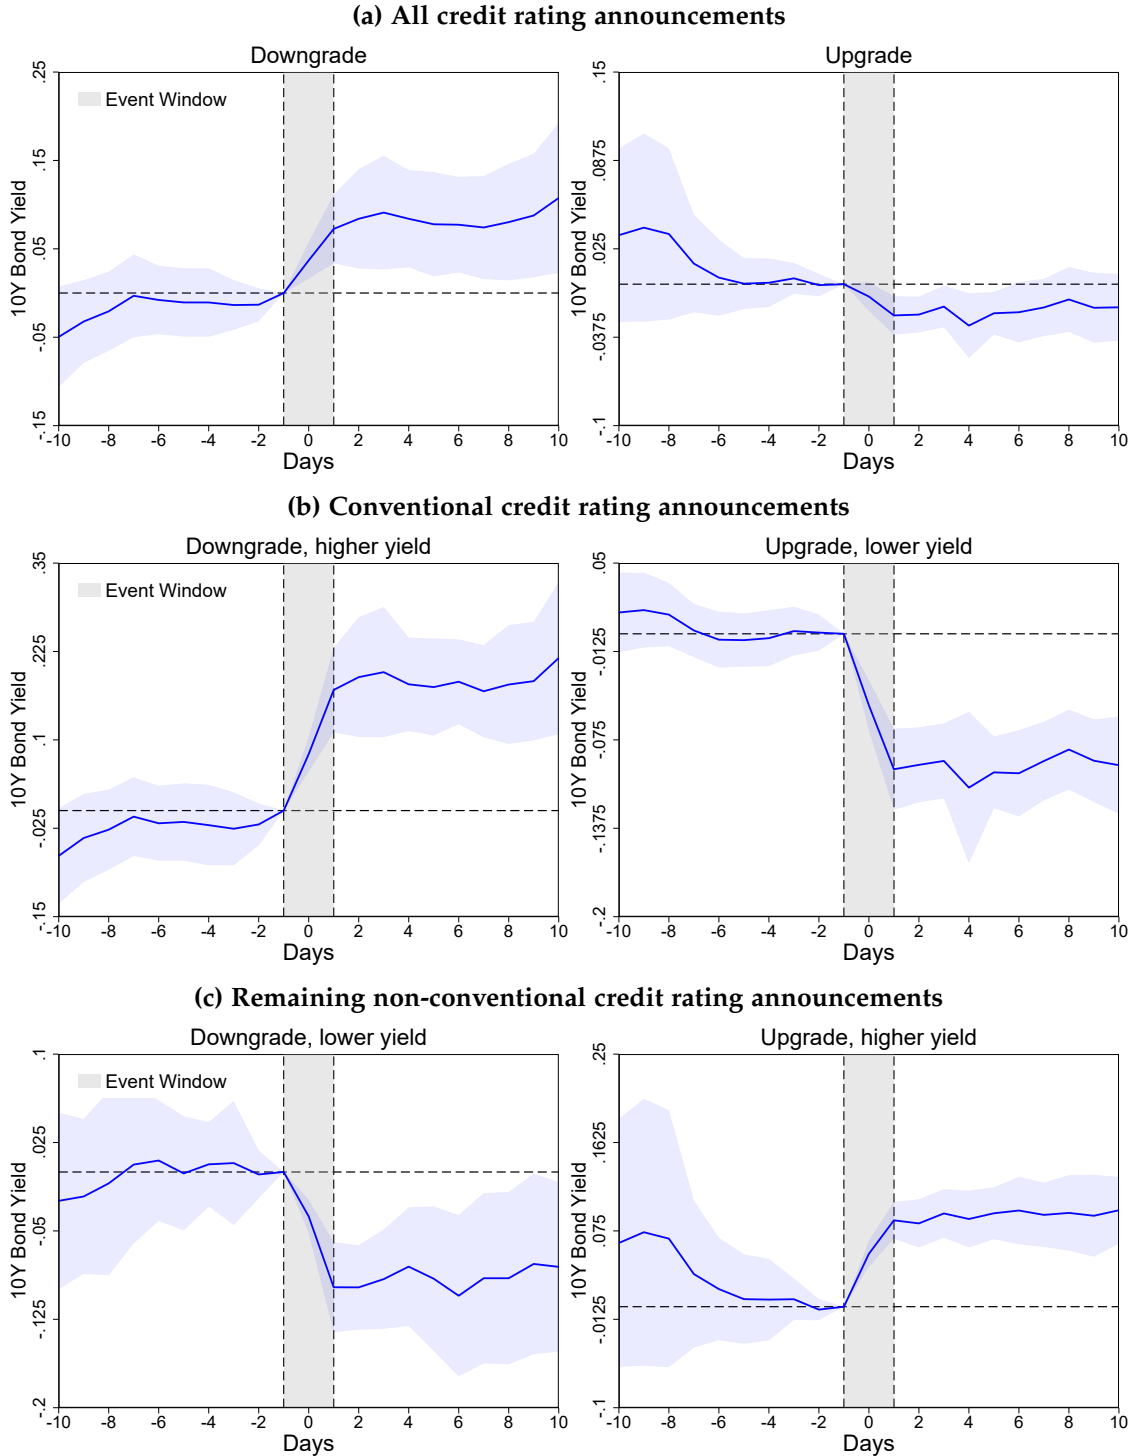 (a) All credit rating announcements
Downgrade
Upgrade
Event Window
10Y Bond Yield
.25
.15
.05
-.05
-.15
-10 -8 -6 -4 -2 0 2 4 6 8 10
Days
10Y Bond Yield
.15
.0875
.025
-.0375
-.1
-10 -8 -6 -4 -2 0 2 4 6 8 10
Days
(b) Conventional credit rating announcements
Downgrade, higher yield
Upgrade, lower yield
Event Window
10Y Bond Yield
.35
.225
.1
-.025
-.15
-10 -8 -6 -4 -2 0 2 4 6 8 10
Days
10Y Bond Yield
.05
-.0125
-.075
-.1375
-.2
-10 -8 -6 -4 -2 0 2 4 6 8 10
Days
(c) Remaining non-conventional credit rating announcements
Downgrade, lower yield
Upgrade, higher yield
Event Window
10Y Bond Yield
.1
.025
-.05
-.125
-.2
-10 -8 -6 -4 -2 0 2 4 6 8 10
Days
10Y Bond Yield
.25
.1625
.075
-.0125
-.1
-10 -8 -6 -4 -2 0 2 4 6 8 10
Days